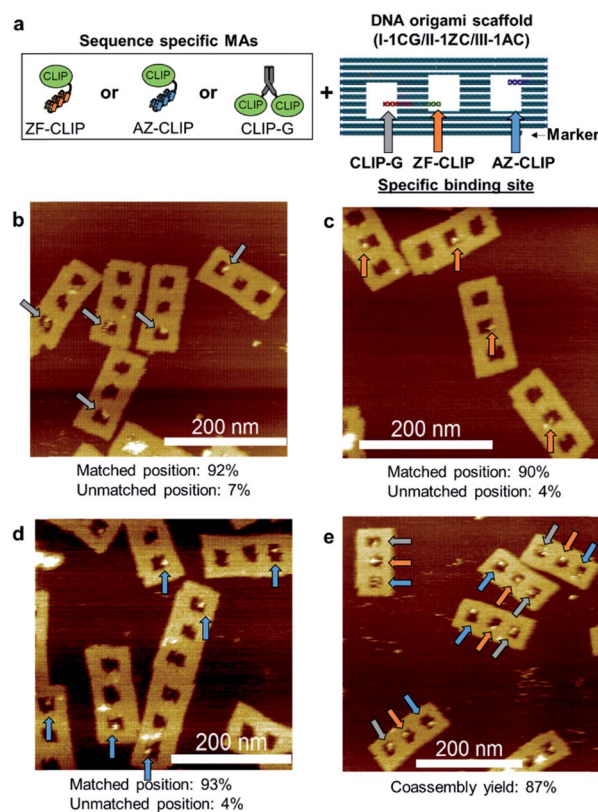 a
Sequence specific MAs
DNA origami scaffold
(I-1CG/II-1ZC/III-1AC)
CLIP
CLIP
CLIP
CLIP
or
or
+
ZF-CLIP
AZ-CLIP
CLIP-G
Marker
CLIP-G ZF-CLIP AZ-CLIP
Specific binding site
b
200 nm
Matched position: 92%
Unmatched position: 7%
c
200 nm
Matched position: 90%
Unmatched position: 4%
d
200 nm
Matched position: 93%
Unmatched position: 4%
e
200 nm
Coassembly yield: 87%